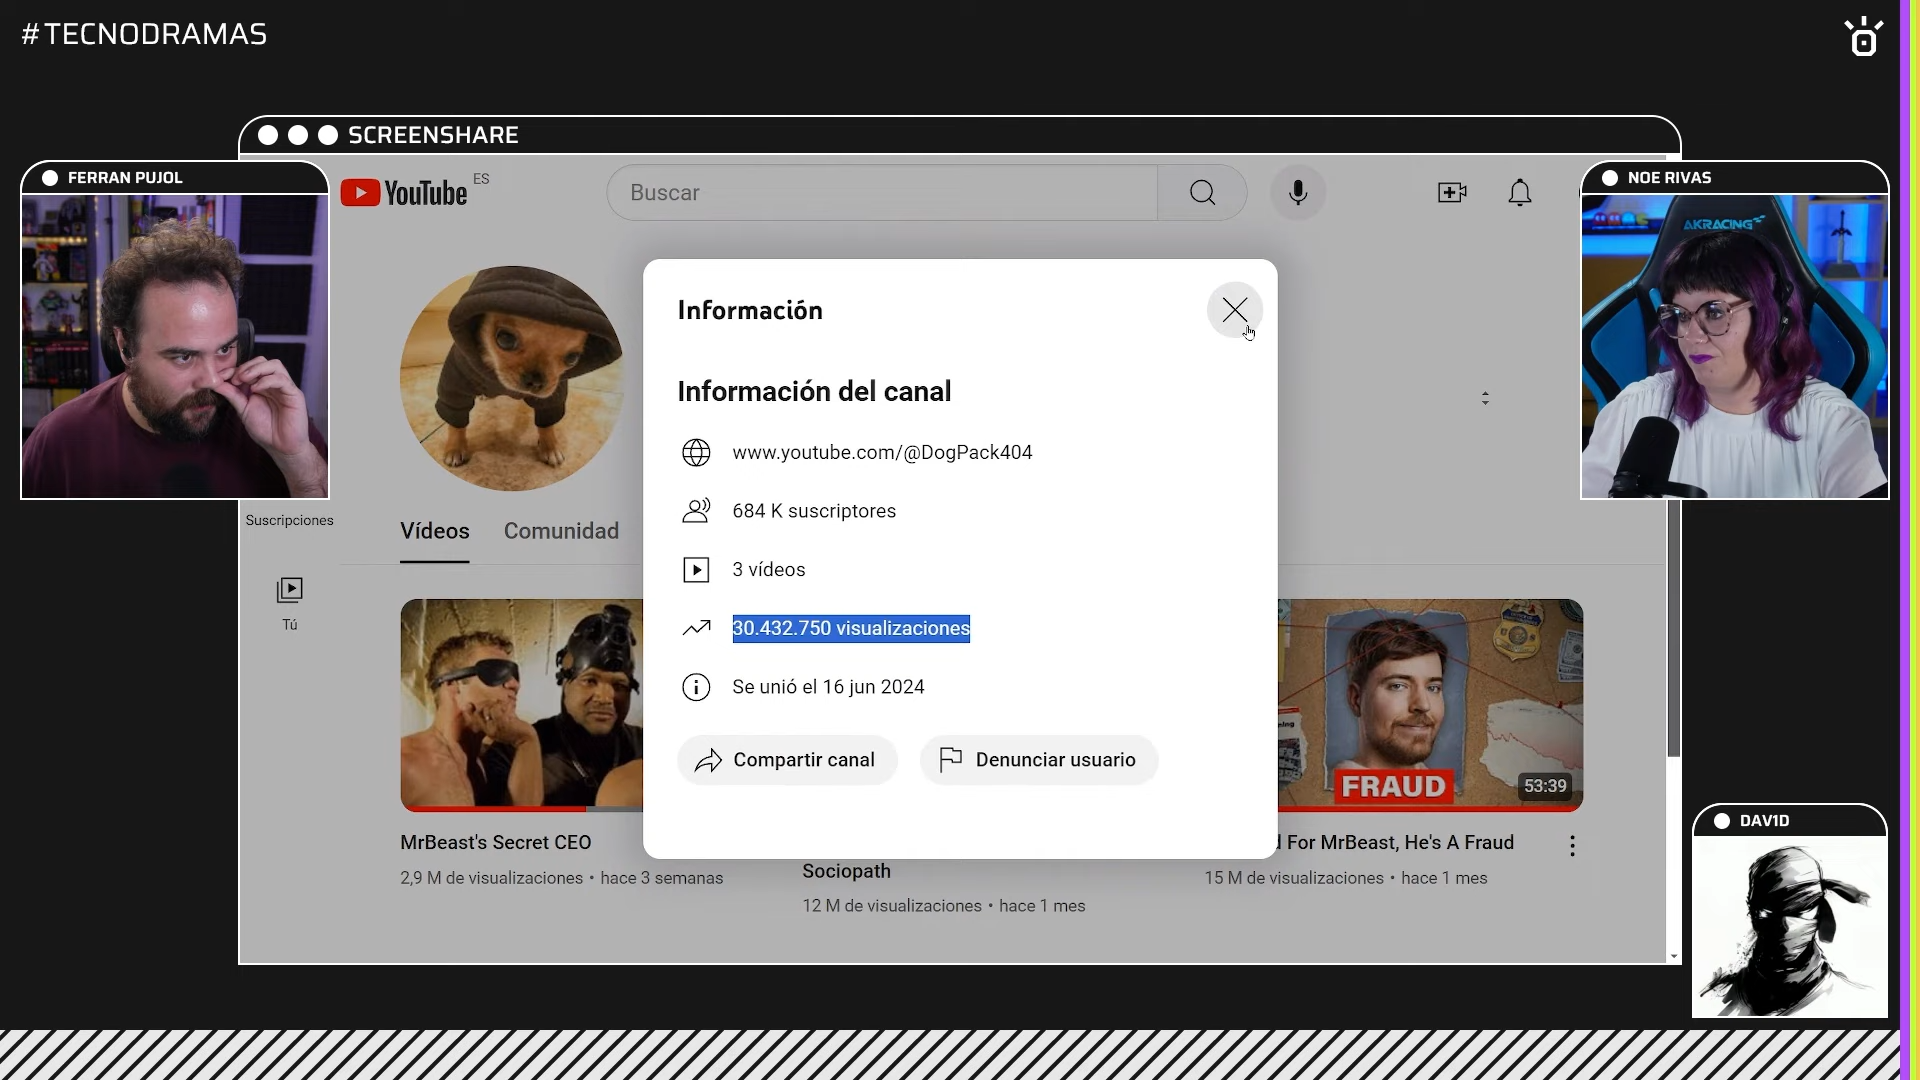 #TECNODRAMAS
SCREENSHARE
FERRAN PUJOL
NOE RIVAS
YouTube ES
Buscar
AKRACING
Información
Información del canal
www.youtube.com/@DogPack404
684 K suscriptores
3 vídeos
30.432.750 visualizaciones
Se unió el 16 jun 2024
Compartir canal
Denunciar usuario
Suscripciones
Tú
Vídeos
Comunidad
FRAUD
53:39
MrBeast's Secret CEO
2,9 M de visualizaciones • hace 3 semanas
Sociopath
12 M de visualizaciones • hace 1 mes
For MrBeast, He's A Fraud
15 M de visualizaciones • hace 1 mes
DAV1D